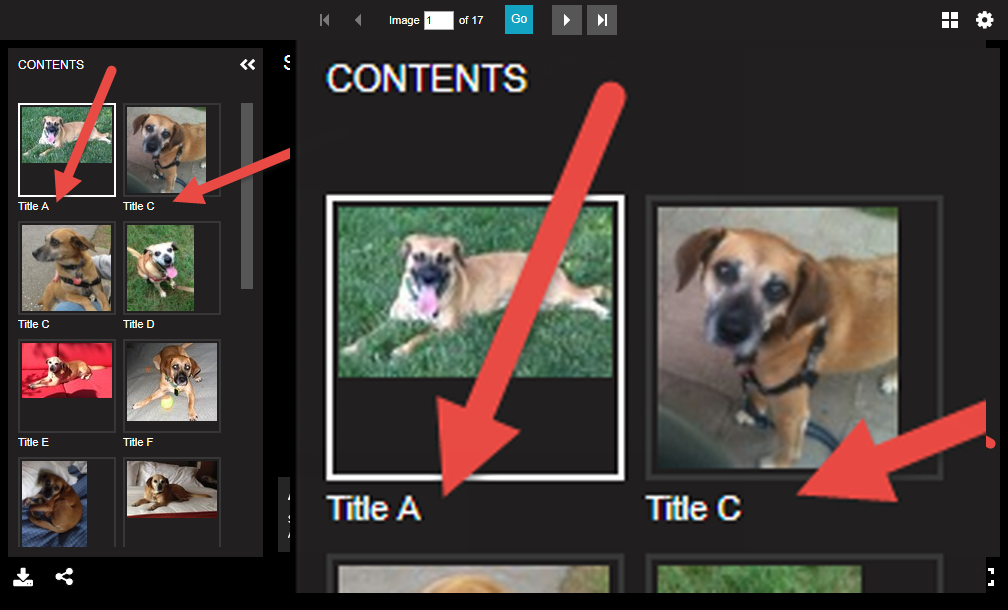 Image 1 of 17 Go
CONTENTS
Title A Title C
Title C Title D
Title E Title F
CONTENTS
Title A Title C